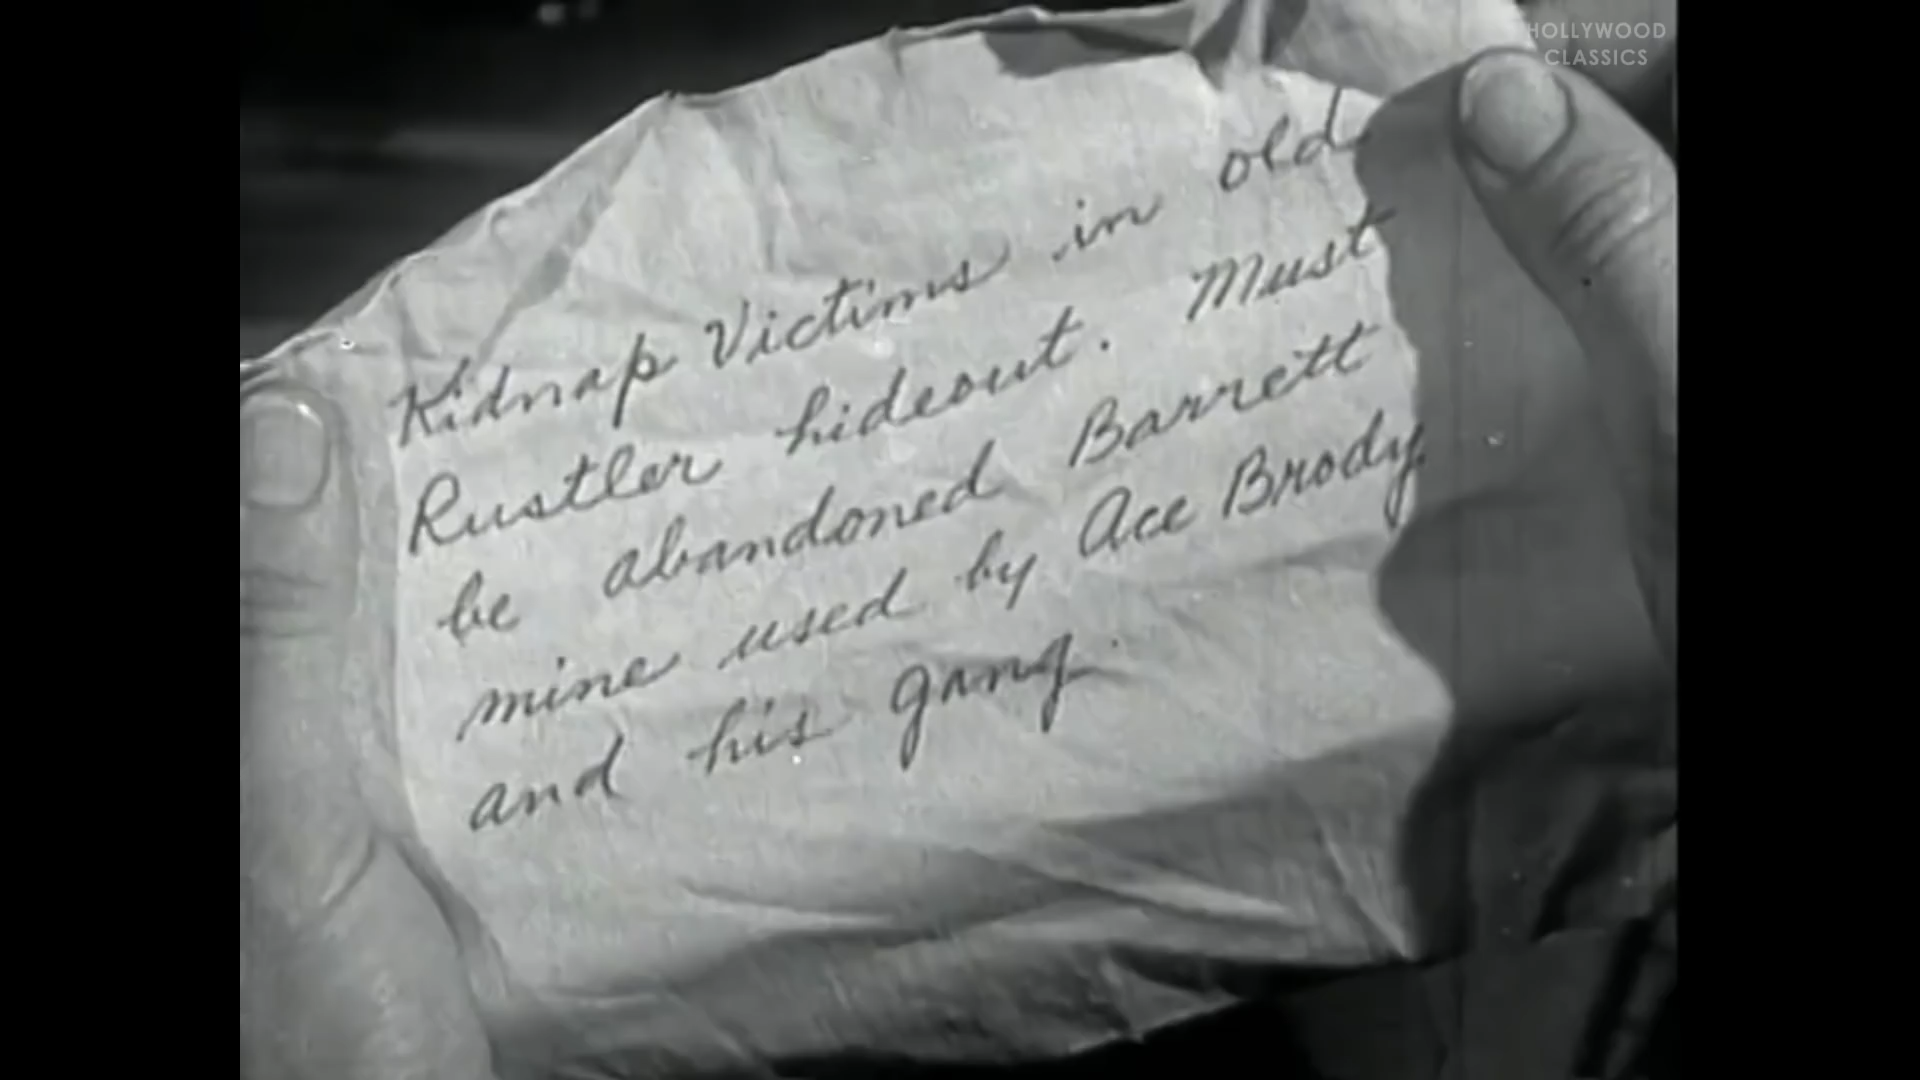 HOLLYWOOD
CLASSICS
Kidnap Victims in old
Rustler hideout. Must
be abandoned Barrett
mine used by Ace Brody
and his gang.